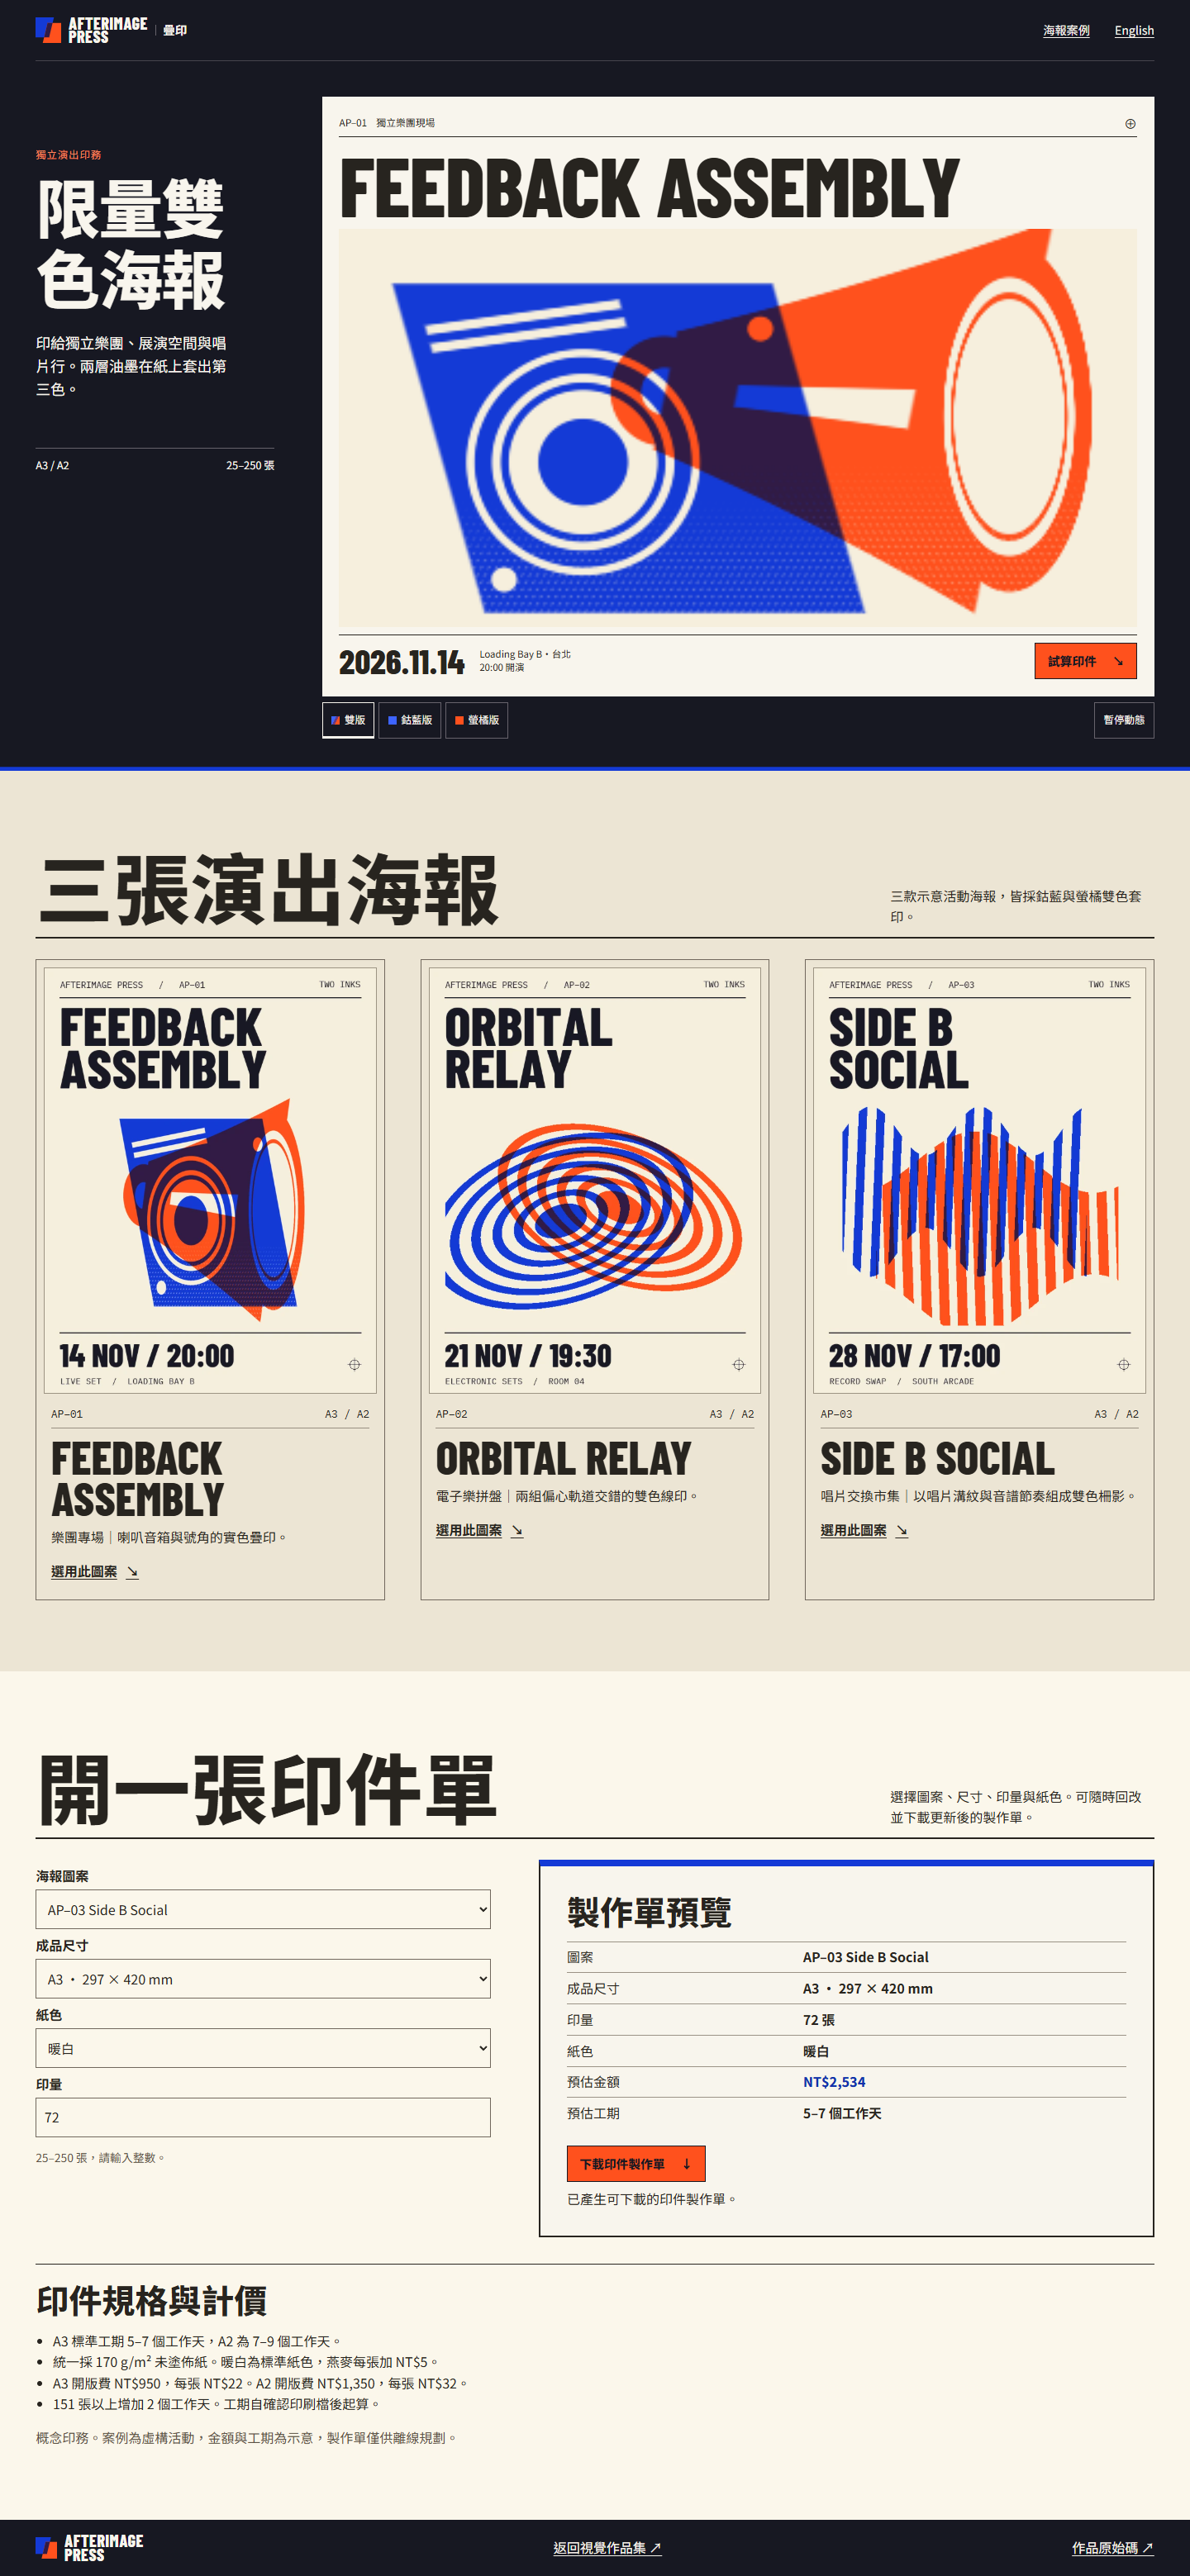 AFTERIMAGE
PRESS
疊印
海報案例
English
獨立演出印務
限量雙
色海報
印給獨立樂團、展演空間與唱
片行。兩層油墨在紙上套出第
三色。
A3 / A2
25–250 張
AP–01 獨立樂團現場
FEEDBACK ASSEMBLY
2026.11.14
Loading Bay B・台北
20:00 開演
試算印件 ↘
雙版
鈷藍版
螢橘版
暫停動態
三張演出海報
三款示意活動海報，皆採鈷藍與螢橘雙色套
印。
AFTERIMAGE PRESS / AP–01
TWO INKS
FEEDBACK
ASSEMBLY
14 NOV / 20:00
LIVE SET / LOADING BAY B
AP–01
A3 / A2
FEEDBACK
ASSEMBLY
樂團專場｜喇叭音箱與號角的實色疊印。
選用此圖案 ↘
AFTERIMAGE PRESS / AP–02
TWO INKS
ORBITAL
RELAY
21 NOV / 19:30
ELECTRONIC SETS / ROOM 04
AP–02
A3 / A2
ORBITAL RELAY
電子樂拼盤｜兩組偏心軌道交錯的雙色線印。
選用此圖案 ↘
AFTERIMAGE PRESS / AP–03
TWO INKS
SIDE B
SOCIAL
28 NOV / 17:00
RECORD SWAP / SOUTH ARCADE
AP–03
A3 / A2
SIDE B SOCIAL
唱片交換市集｜以唱片溝紋與音譜節奏組成雙色柵影。
選用此圖案 ↘
開一張印件單
選擇圖案、尺寸、印量與紙色。可隨時回改
並下載更新後的製作單。
海報圖案
AP–03 Side B Social
成品尺寸
A3 ・ 297 × 420 mm
紙色
暖白
印量
72
25–250 張，請輸入整數。
製作單預覽
圖案 AP–03 Side B Social
成品尺寸 A3 ・ 297 × 420 mm
印量 72 張
紙色 暖白
預估金額 NT$2,534
預估工期 5–7 個工作天
下載印件製作單 ↓
已產生可下載的印件製作單。
印件規格與計價
• A3 標準工期 5–7 個工作天，A2 為 7–9 個工作天。
• 統一採 170 g/m² 未塗佈紙。暖白為標準紙色，燕麥每張加 NT$5。
• A3 開版費 NT$950，每張 NT$22。A2 開版費 NT$1,350，每張 NT$32。
• 151 張以上增加 2 個工作天。工期自確認印刷檔後起算。
概念印務。案例為虛構活動，金額與工期為示意，製作單僅供離線規劃。
AFTERIMAGE
PRESS
返回視覺作品集 ↗
作品原始碼 ↗